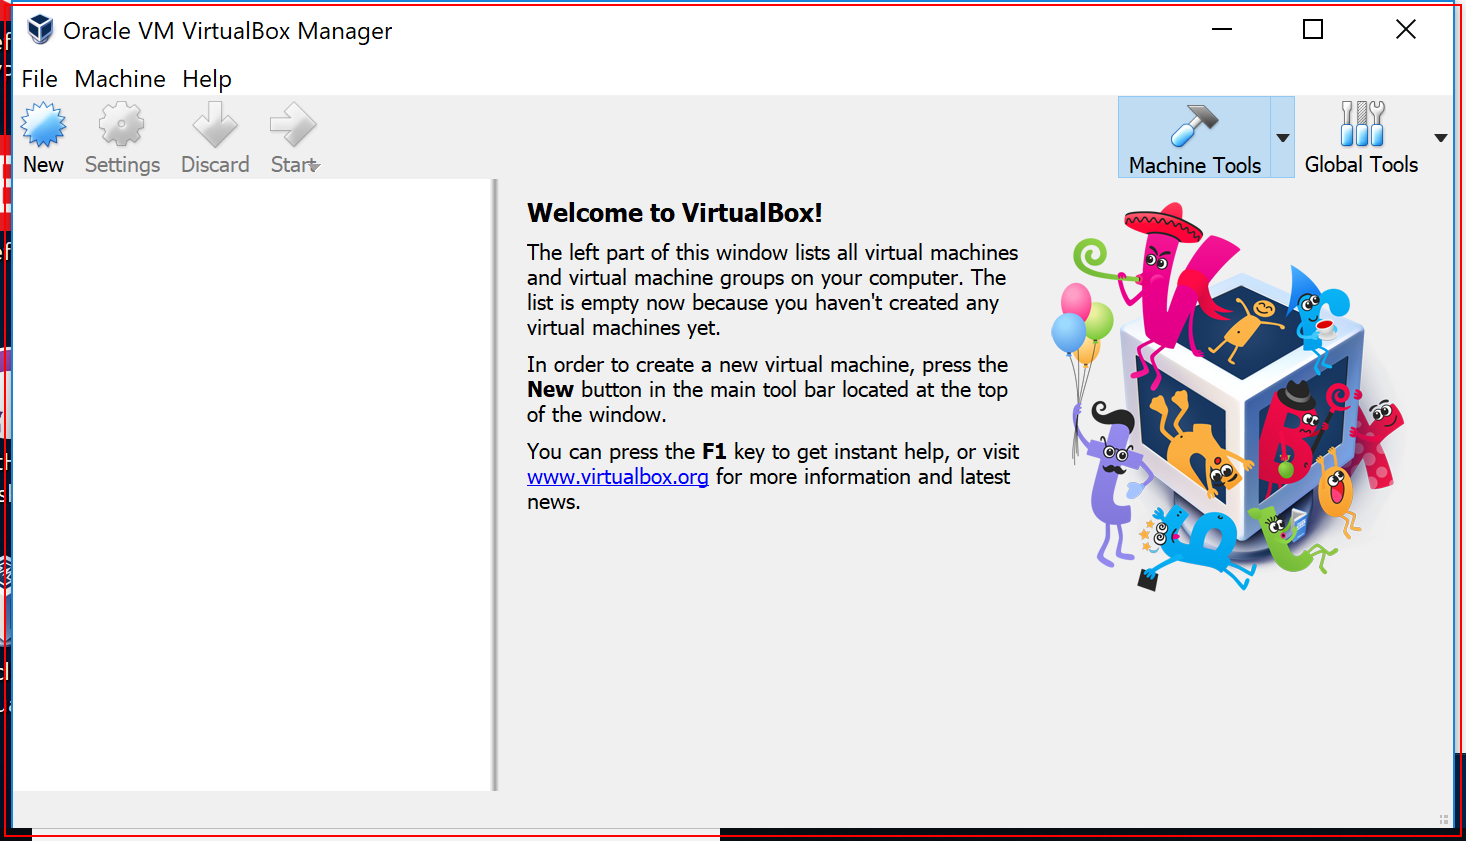 Oracle VM VirtualBox Manager
File Machine Help
New Settings Discard Start Machine Tools Global Tools
Welcome to VirtualBox!
The left part of this window lists all virtual machines
and virtual machine groups on your computer. The
list is empty now because you haven't created any
virtual machines yet.
In order to create a new virtual machine, press the
New button in the main tool bar located at the top
of the window.
You can press the F1 key to get instant help, or visit
www.virtualbox.org for more information and latest
news.